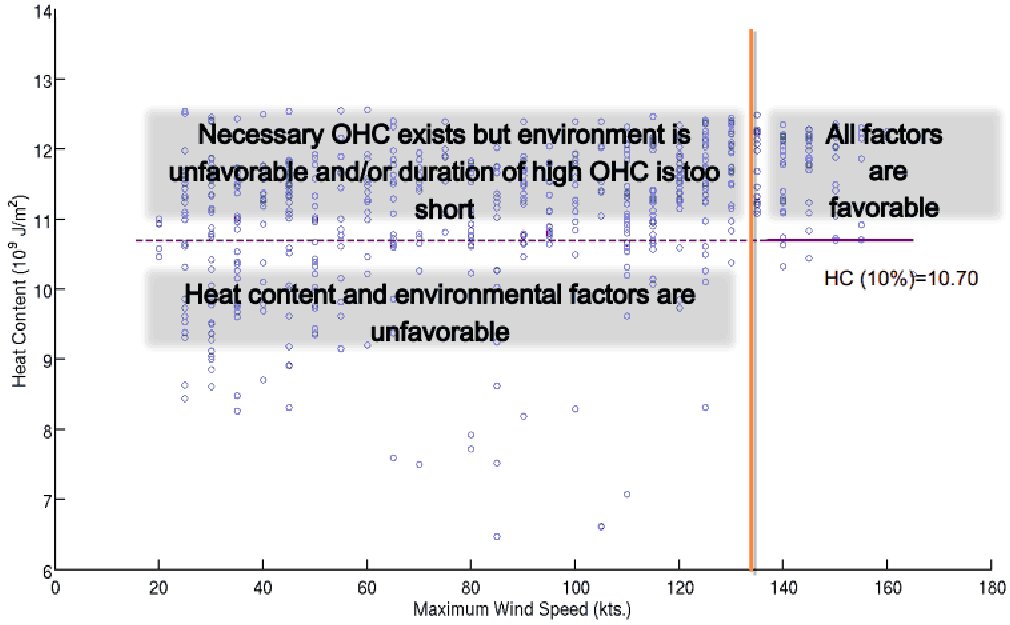 14
13
12
11
10
9
8
7
6
Heat Content (10⁹ J/m²)
Necessary OHC exists but environment is
unfavorable and/or duration of high OHC is too
short
All factors
are
favorable
HC (10%)=10.70
Heat content and environmental factors are
unfavorable
0 20 40 60 80 100 120 140 160 180
Maximum Wind Speed (kts.)